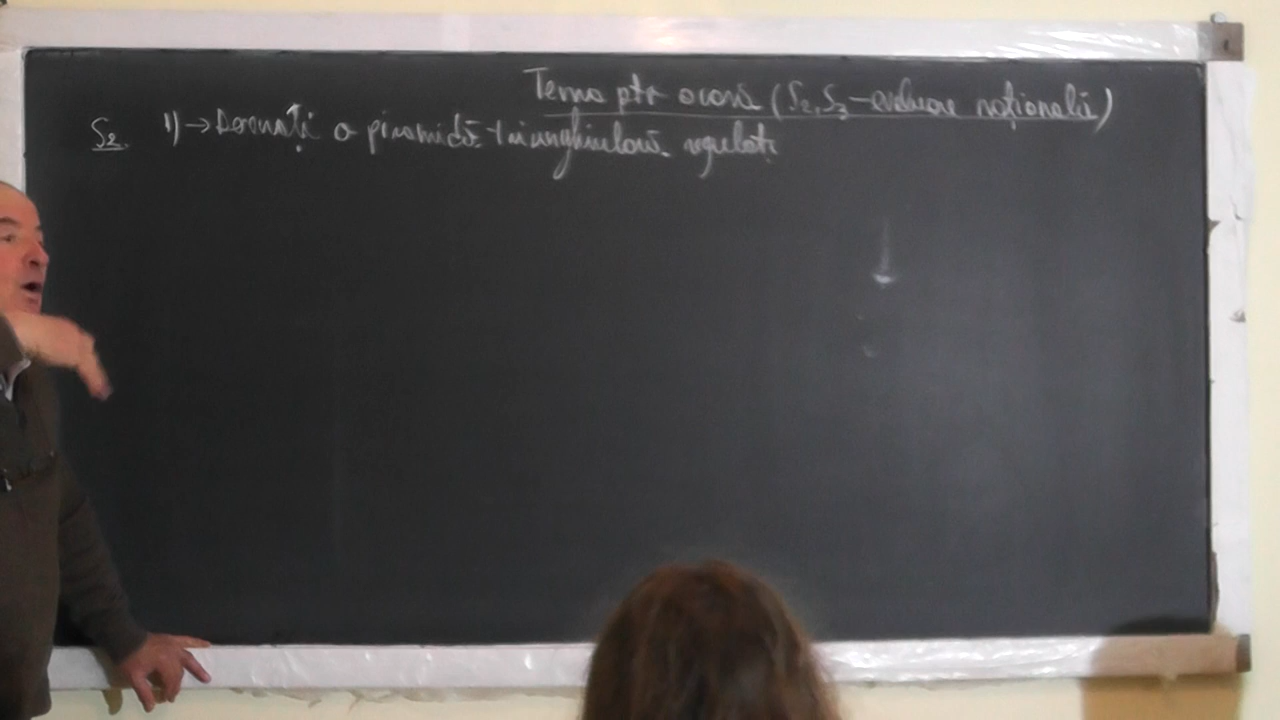 Tema ptr acasă (S2, S3 - evaluare națională)
S2. 1) → Desenați o piramidă triunghiulară regulată